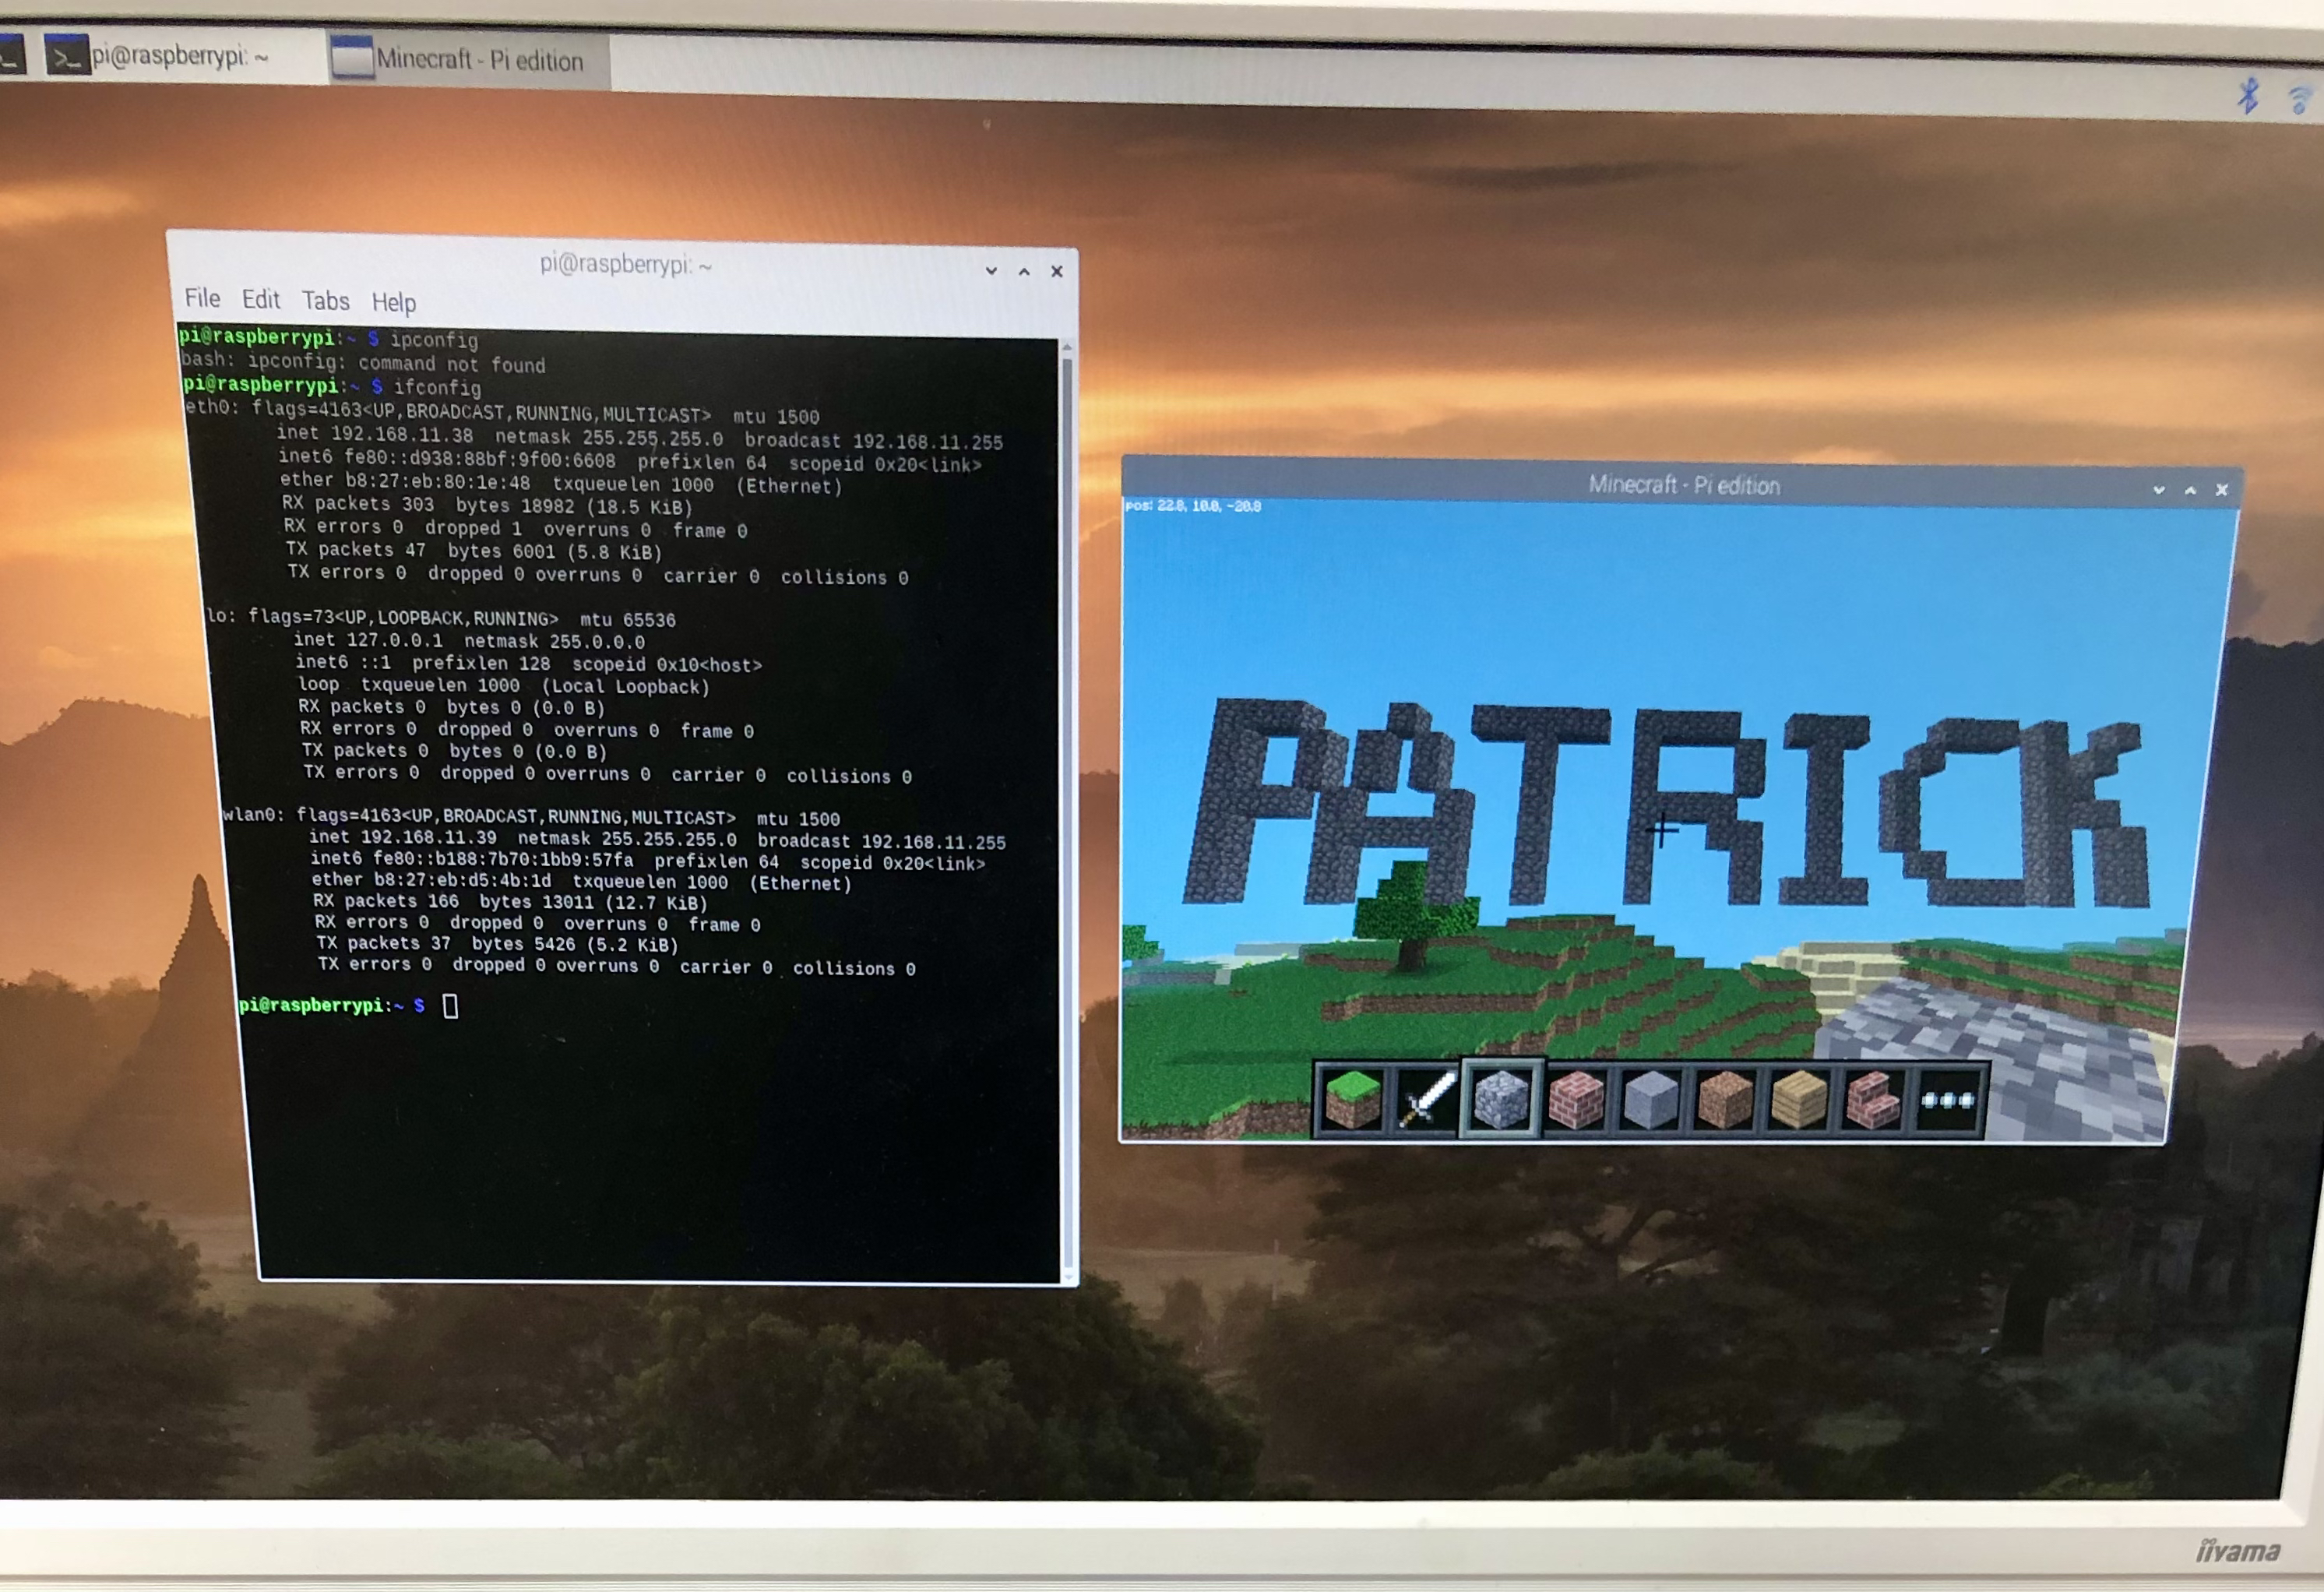 pi@raspberrypi: ~
Minecraft - Pi edition
pi@raspberrypi: ~
File Edit Tabs Help
pi@raspberrypi:~ $ ipconfig
bash: ipconfig: command not found
pi@raspberrypi:~ $ ifconfig
eth0: flags=4163<UP,BROADCAST,RUNNING,MULTICAST>  mtu 1500
inet 192.168.11.38  netmask 255.255.255.0  broadcast 192.168.11.255
inet6 fe80::d938:88bf:9f00:6608  prefixlen 64  scopeid 0x20<link>
ether b8:27:eb:80:1e:48  txqueuelen 1000  (Ethernet)
RX packets 303  bytes 18982 (18.5 KiB)
RX errors 0  dropped 1  overruns 0  frame 0
TX packets 47  bytes 6001 (5.8 KiB)
TX errors 0  dropped 0 overruns 0  carrier 0  collisions 0
lo: flags=73<UP,LOOPBACK,RUNNING>  mtu 65536
inet 127.0.0.1  netmask 255.0.0.0
inet6 ::1  prefixlen 128  scopeid 0x10<host>
loop  txqueuelen 1000  (Local Loopback)
RX packets 0  bytes 0 (0.0 B)
RX errors 0  dropped 0  overruns 0  frame 0
TX packets 0  bytes 0 (0.0 B)
TX errors 0  dropped 0 overruns 0  carrier 0  collisions 0
wlan0: flags=4163<UP,BROADCAST,RUNNING,MULTICAST>  mtu 1500
inet 192.168.11.39  netmask 255.255.255.0  broadcast 192.168.11.255
inet6 fe80::b188:7b70:1bb9:57fa  prefixlen 64  scopeid 0x20<link>
ether b8:27:eb:d5:4b:1d  txqueuelen 1000  (Ethernet)
RX packets 166  bytes 13011 (12.7 KiB)
RX errors 0  dropped 0  overruns 0  frame 0
TX packets 37  bytes 5426 (5.2 KiB)
TX errors 0  dropped 0 overruns 0  carrier 0  collisions 0
pi@raspberrypi:~ $
Minecraft - Pi edition
pos: 22.8, 10.0, -20.8
PATRICK
iiyama